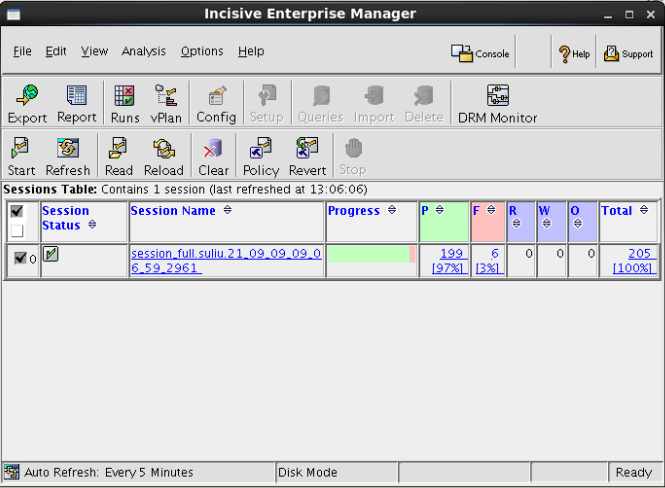 Incisive Enterprise Manager
File Edit View Analysis Options Help Console Help Support
Export Report Runs vPlan Config Setup Queries Import Delete DRM Monitor
Start Refresh Read Reload Clear Policy Revert Stop
Sessions Table: Contains 1 session (last refreshed at 13:06:06)
Session Status Session Name Progress P F R W O Total
0 session_full.suliu.21_09_09_09_0 199 6 0 0 0 205
6_59_2961 [97%] [3%] [100%]
Auto Refresh: Every 5 Minutes Disk Mode Ready